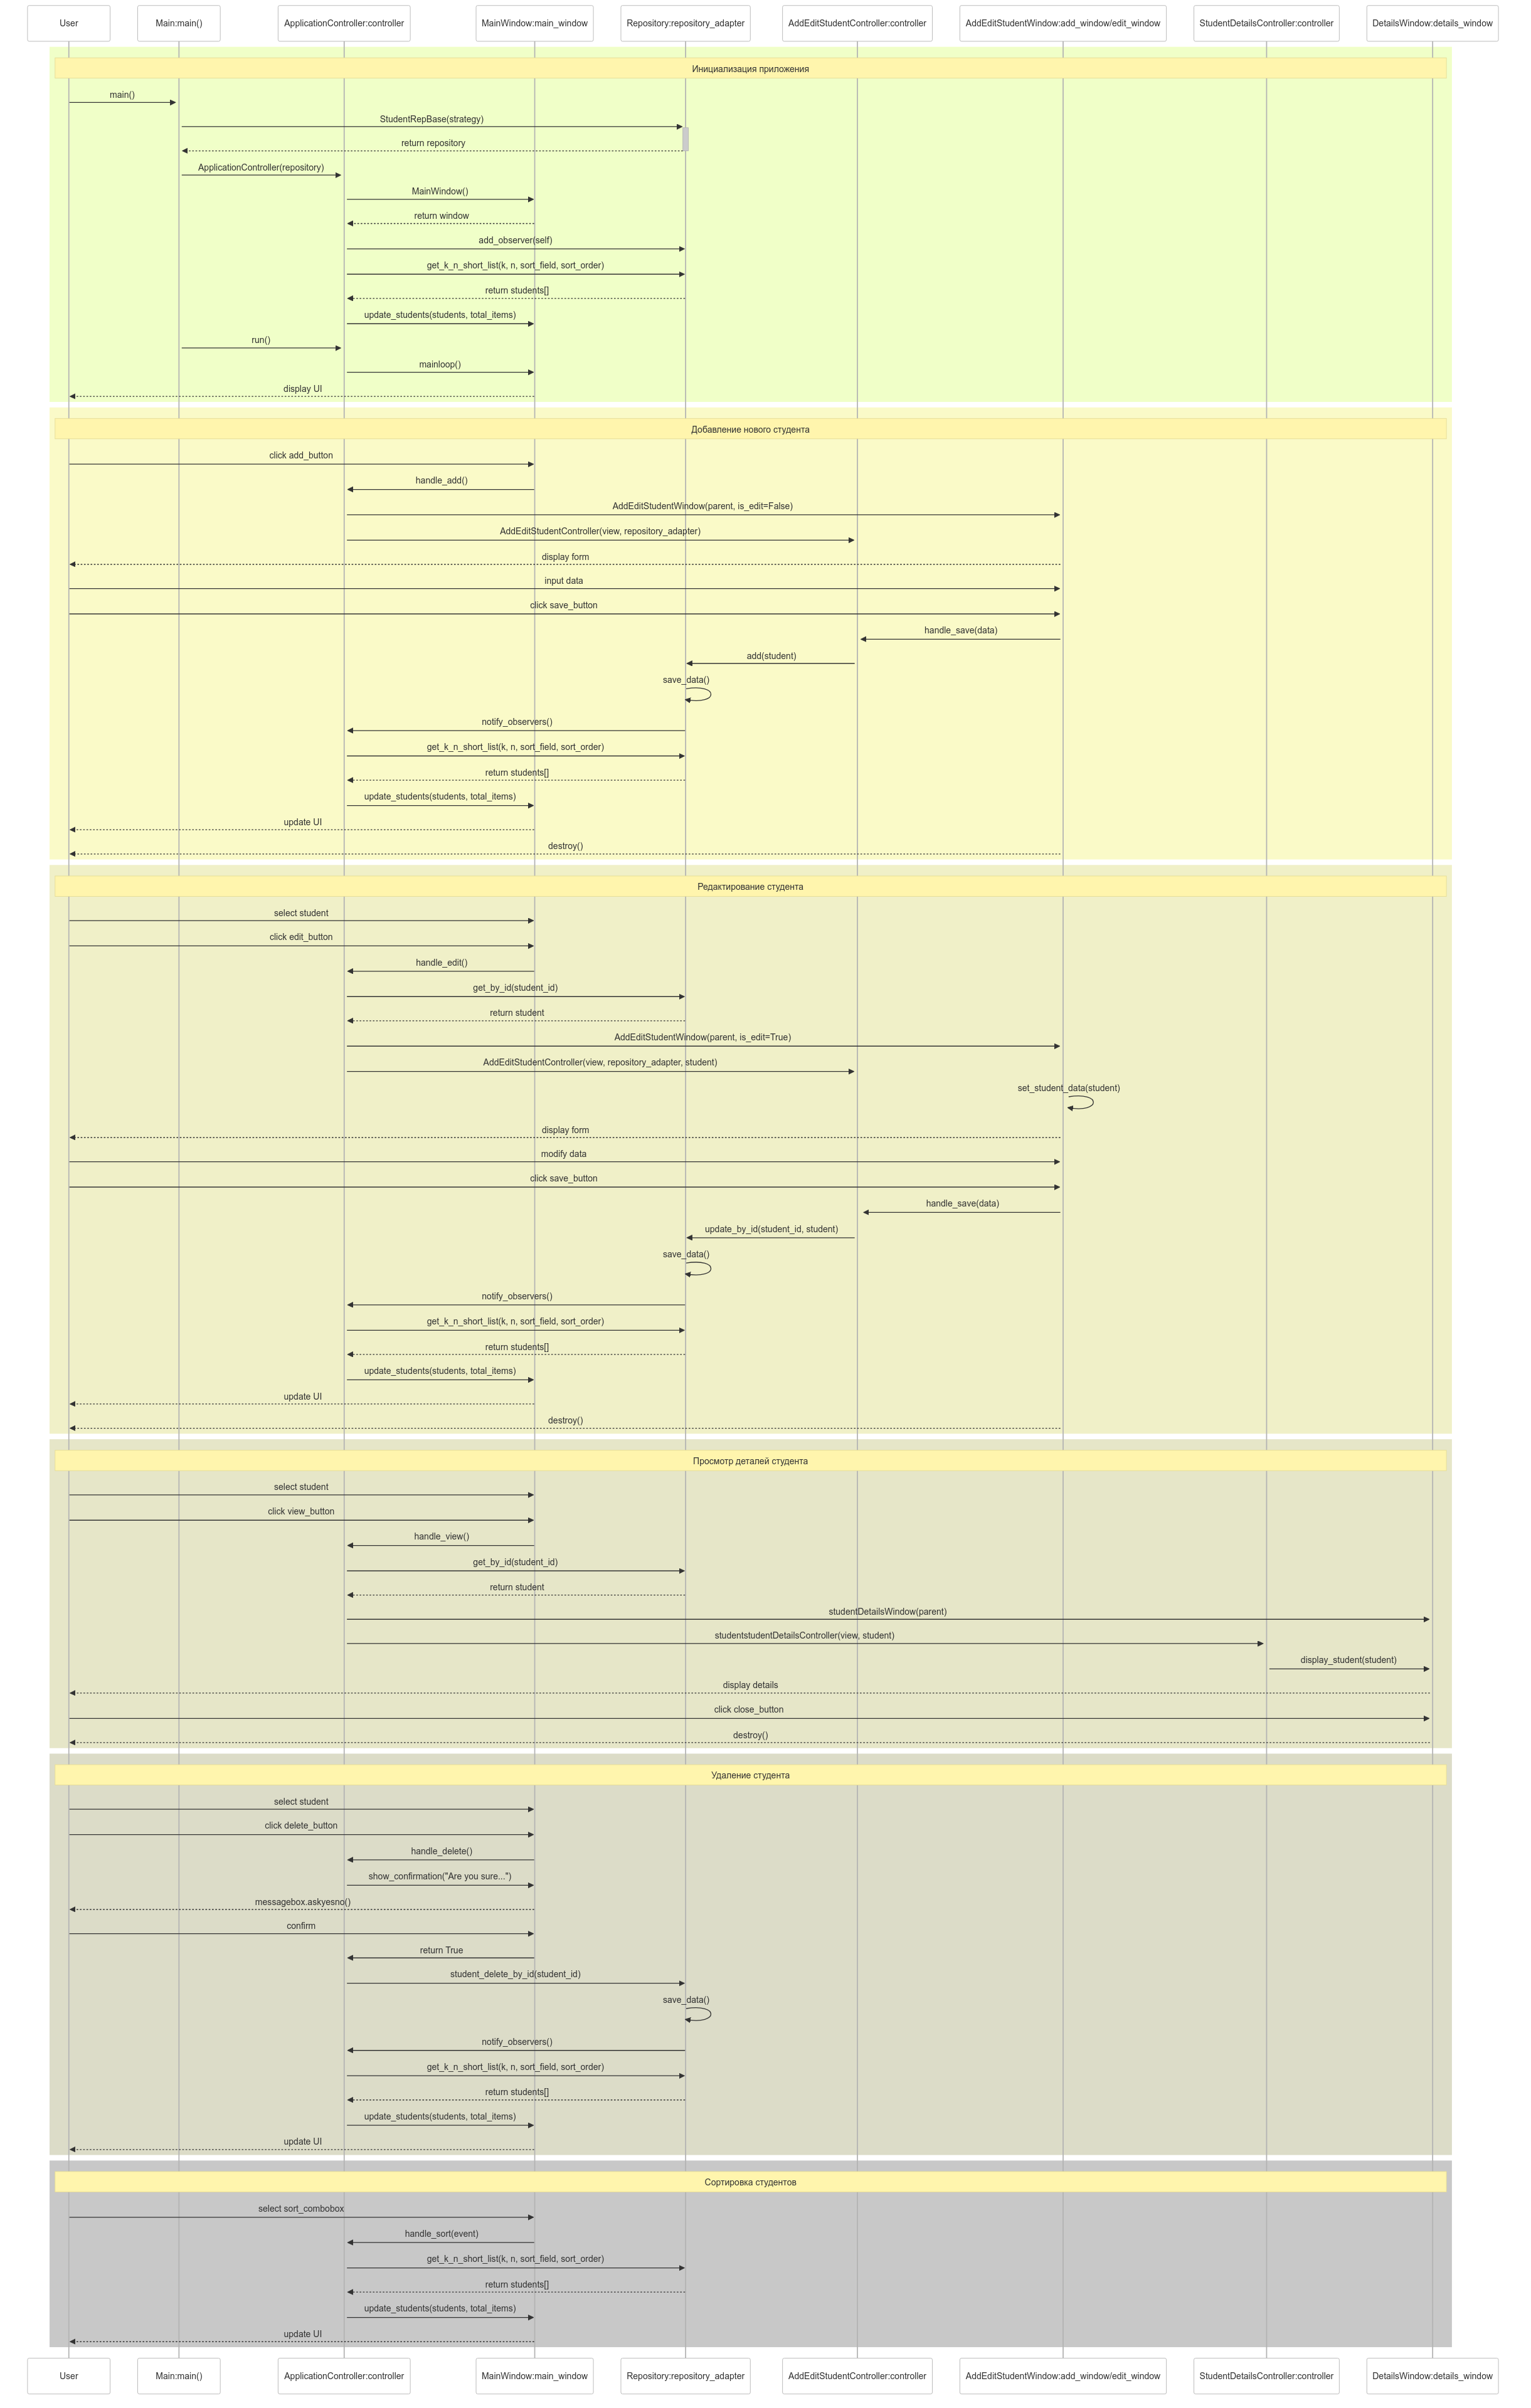 User
Main:main()
ApplicationController:controller
MainWindow:main_window
Repository:repository_adapter
AddEditStudentController:controller
AddEditStudentWindow:add_window/edit_window
StudentDetailsController:controller
DetailsWindow:details_window
Инициализация приложения
main()
StudentRepBase(strategy)
return repository
ApplicationController(repository)
MainWindow()
return window
add_observer(self)
get_k_n_short_list(k, n, sort_field, sort_order)
return students[]
update_students(students, total_items)
run()
mainloop()
display UI
Добавление нового студента
click add_button
handle_add()
AddEditStudentWindow(parent, is_edit=False)
AddEditStudentController(view, repository_adapter)
display form
input data
click save_button
handle_save(data)
add(student)
save_data()
notify_observers()
get_k_n_short_list(k, n, sort_field, sort_order)
return students[]
update_students(students, total_items)
update UI
destroy()
Редактирование студента
select student
click edit_button
handle_edit()
get_by_id(student_id)
return student
AddEditStudentWindow(parent, is_edit=True)
AddEditStudentController(view, repository_adapter, student)
set_student_data(student)
display form
modify data
click save_button
handle_save(data)
update_by_id(student_id, student)
save_data()
notify_observers()
get_k_n_short_list(k, n, sort_field, sort_order)
return students[]
update_students(students, total_items)
update UI
destroy()
Просмотр деталей студента
select student
click view_button
handle_view()
get_by_id(student_id)
return student
studentDetailsWindow(parent)
studentstudentDetailsController(view, student)
display_student(student)
display details
click close_button
destroy()
Удаление студента
select student
click delete_button
handle_delete()
show_confirmation("Are you sure...")
messagebox.askyesno()
confirm
return True
student_delete_by_id(student_id)
save_data()
notify_observers()
get_k_n_short_list(k, n, sort_field, sort_order)
return students[]
update_students(students, total_items)
update UI
Сортировка студентов
select sort_combobox
handle_sort(event)
get_k_n_short_list(k, n, sort_field, sort_order)
return students[]
update_students(students, total_items)
update UI
User
Main:main()
ApplicationController:controller
MainWindow:main_window
Repository:repository_adapter
AddEditStudentController:controller
AddEditStudentWindow:add_window/edit_window
StudentDetailsController:controller
DetailsWindow:details_window